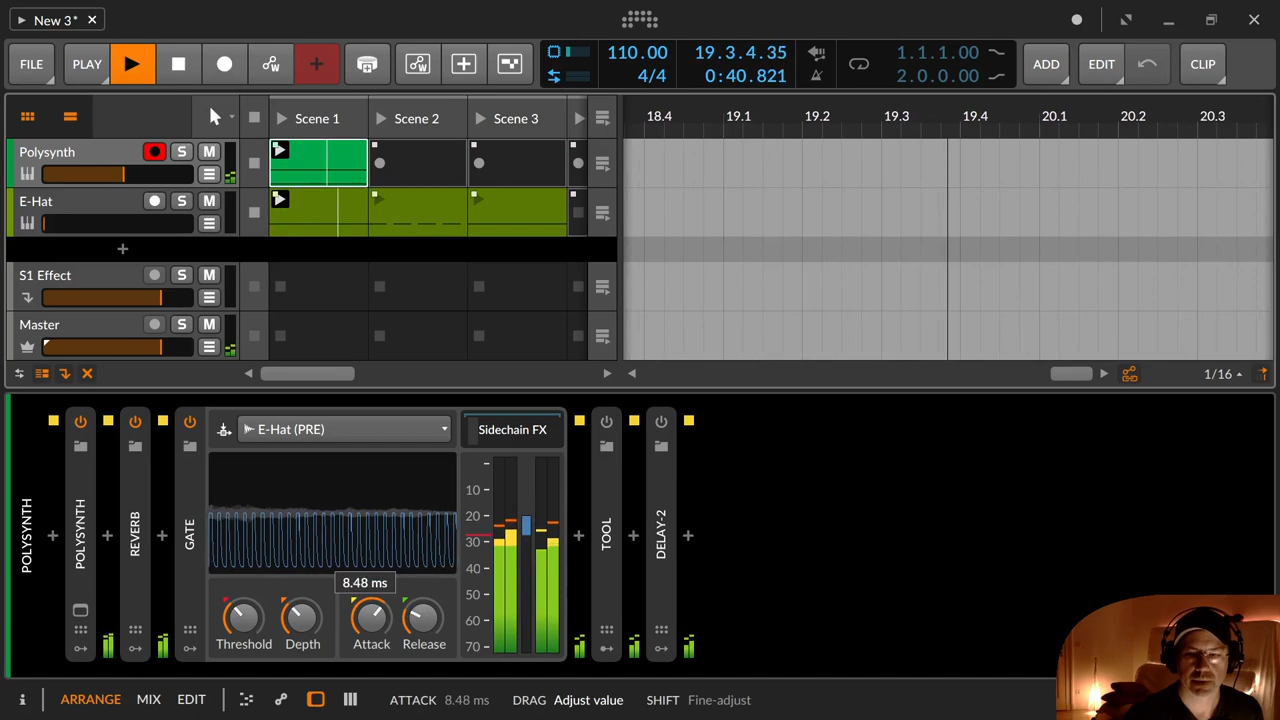 New 3*
FILE
PLAY
ADD
EDIT
CLIP
110.00
4/4
19.3.4.35
0:40.821
1.1.1.00
2.0.0.00
Scene 1
Scene 2
Scene 3
18.4
19.1
19.2
19.3
19.4
20.1
20.2
20.3
Polysynth
S
M
E-Hat
S
M
+
S1 Effect
S
M
Master
S
M
1/16
POLYSYNTH
POLYSYNTH
REVERB
GATE
E-Hat (PRE)
8.48 ms
Threshold
Depth
Attack
Release
Sidechain FX
10
20
30
40
50
60
70
TOOL
DELAY-2
ARRANGE
MIX
EDIT
ATTACK 8.48 ms
DRAG Adjust value
SHIFT Fine-adjust